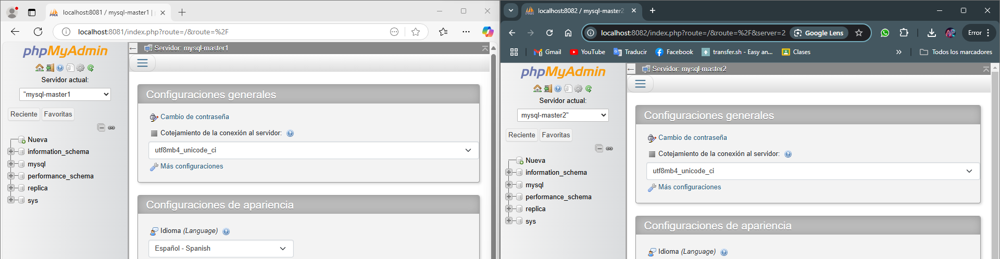 localhost:8081 / mysql-master1 | p
localhost:8081/index.php?route=/&route=%2F
phpMyAdmin
Servidor actual:
"mysql-master1
Reciente Favoritas
Nueva
information_schema
mysql
performance_schema
replica
sys
Servidor: mysql-master1
Configuraciones generales
Cambio de contraseña
Cotejamiento de la conexión al servidor:
utf8mb4_unicode_ci
Más configuraciones
Configuraciones de apariencia
Idioma (Language)
Español - Spanish
localhost:8082 / mysql-master2
localhost:8082/index.php?route=/&route=%2F&server=2 Google Lens Error
Gmail YouTube Traducir Facebook transfer.sh - Easy an... Clases » Todos los marcadores
phpMyAdmin
Servidor actual:
mysql-master2"
Reciente Favoritas
Nueva
information_schema
mysql
performance_schema
replica
sys
Servidor: mysql-master2
Configuraciones generales
Cambio de contraseña
Cotejamiento de la conexión al servidor:
utf8mb4_unicode_ci
Más configuraciones
Configuraciones de apariencia
Idioma (Language)